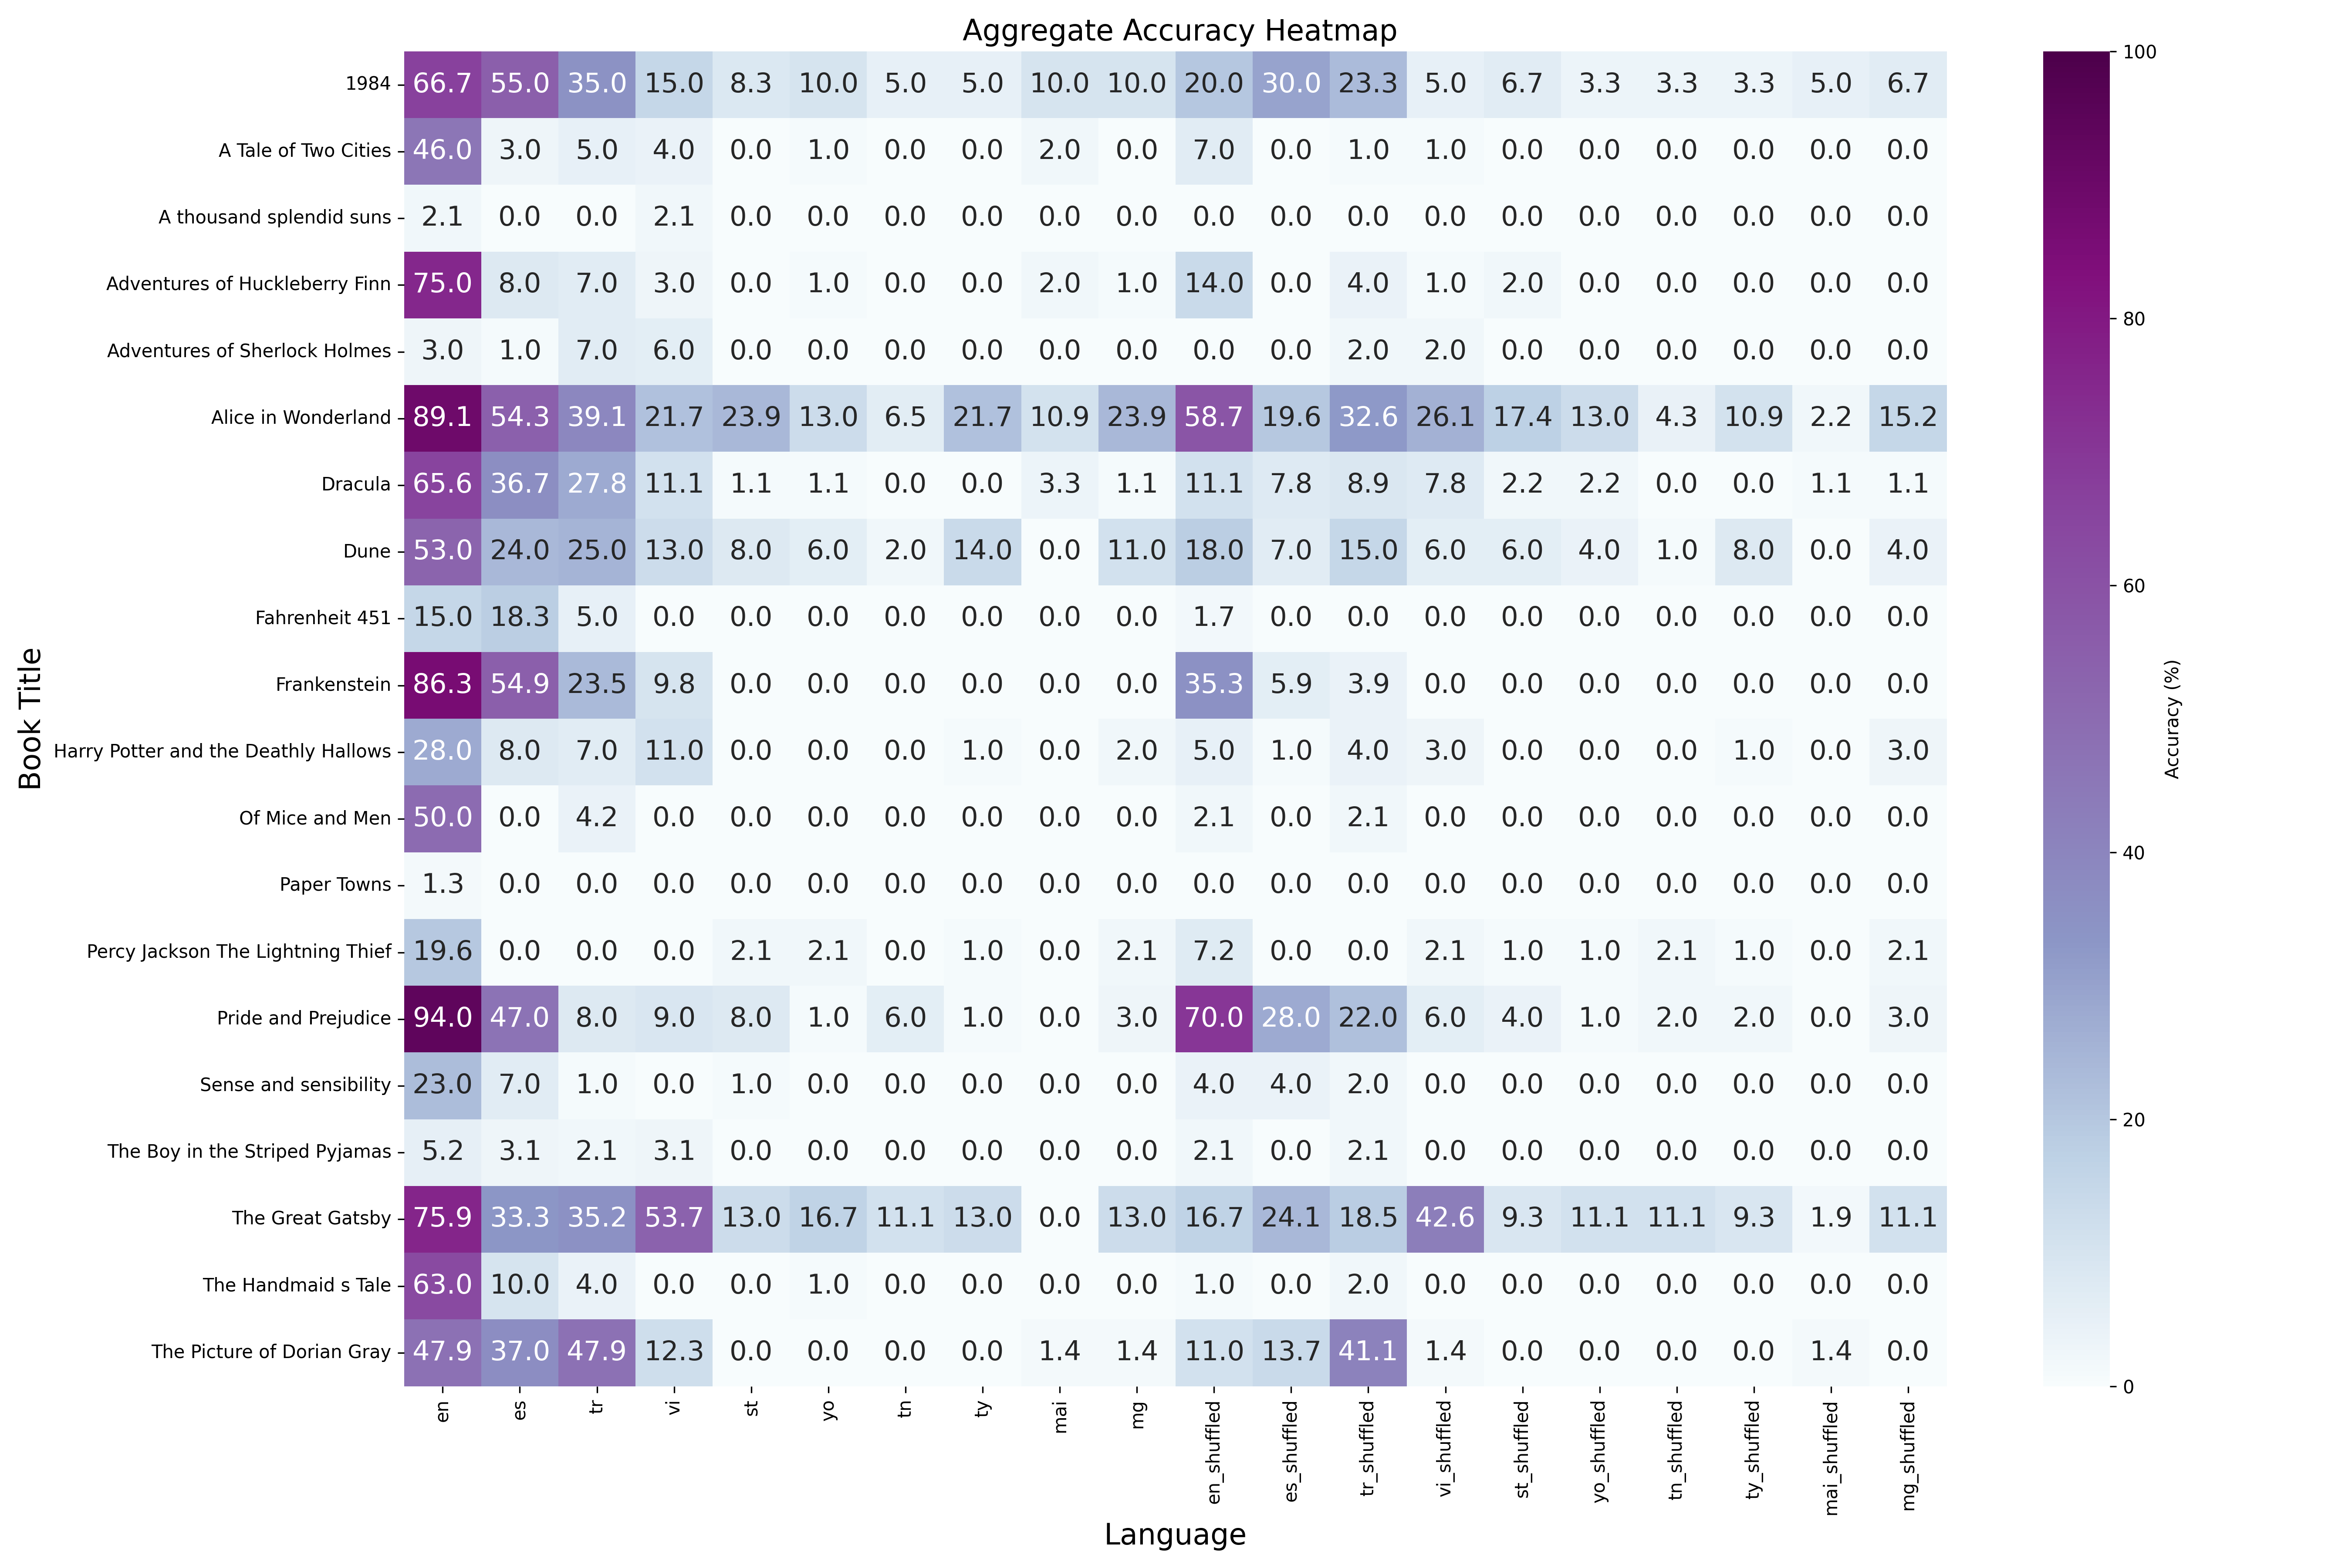 Aggregate Accuracy Heatmap
Book Title
1984 66.7 55.0 35.0 15.0 8.3 10.0 5.0 5.0 10.0 10.0 20.0 30.0 23.3 5.0 6.7 3.3 3.3 3.3 5.0 6.7
A Tale of Two Cities 46.0 3.0 5.0 4.0 0.0 1.0 0.0 0.0 2.0 0.0 7.0 0.0 1.0 1.0 0.0 0.0 0.0 0.0 0.0 0.0
A thousand splendid suns 2.1 0.0 0.0 2.1 0.0 0.0 0.0 0.0 0.0 0.0 0.0 0.0 0.0 0.0 0.0 0.0 0.0 0.0 0.0 0.0
Adventures of Huckleberry Finn 75.0 8.0 7.0 3.0 0.0 1.0 0.0 0.0 2.0 1.0 14.0 0.0 4.0 1.0 2.0 0.0 0.0 0.0 0.0 0.0
Adventures of Sherlock Holmes 3.0 1.0 7.0 6.0 0.0 0.0 0.0 0.0 0.0 0.0 0.0 0.0 2.0 2.0 0.0 0.0 0.0 0.0 0.0 0.0
Alice in Wonderland 89.1 54.3 39.1 21.7 23.9 13.0 6.5 21.7 10.9 23.9 58.7 19.6 32.6 26.1 17.4 13.0 4.3 10.9 2.2 15.2
Dracula 65.6 36.7 27.8 11.1 1.1 1.1 0.0 0.0 3.3 1.1 11.1 7.8 8.9 7.8 2.2 2.2 0.0 0.0 1.1 1.1
Dune 53.0 24.0 25.0 13.0 8.0 6.0 2.0 14.0 0.0 11.0 18.0 7.0 15.0 6.0 6.0 4.0 1.0 8.0 0.0 4.0
Fahrenheit 451 15.0 18.3 5.0 0.0 0.0 0.0 0.0 0.0 0.0 0.0 1.7 0.0 0.0 0.0 0.0 0.0 0.0 0.0 0.0 0.0
Frankenstein 86.3 54.9 23.5 9.8 0.0 0.0 0.0 0.0 0.0 0.0 35.3 5.9 3.9 0.0 0.0 0.0 0.0 0.0 0.0 0.0
Harry Potter and the Deathly Hallows 28.0 8.0 7.0 11.0 0.0 0.0 0.0 1.0 0.0 2.0 5.0 1.0 4.0 3.0 0.0 0.0 0.0 1.0 0.0 3.0
Of Mice and Men 50.0 0.0 4.2 0.0 0.0 0.0 0.0 0.0 0.0 0.0 2.1 0.0 2.1 0.0 0.0 0.0 0.0 0.0 0.0 0.0
Paper Towns 1.3 0.0 0.0 0.0 0.0 0.0 0.0 0.0 0.0 0.0 0.0 0.0 0.0 0.0 0.0 0.0 0.0 0.0 0.0 0.0
Percy Jackson The Lightning Thief 19.6 0.0 0.0 0.0 2.1 2.1 0.0 1.0 0.0 2.1 7.2 0.0 0.0 2.1 1.0 1.0 2.1 1.0 0.0 2.1
Pride and Prejudice 94.0 47.0 8.0 9.0 8.0 1.0 6.0 1.0 0.0 3.0 70.0 28.0 22.0 6.0 4.0 1.0 2.0 2.0 0.0 3.0
Sense and sensibility 23.0 7.0 1.0 0.0 1.0 0.0 0.0 0.0 0.0 0.0 4.0 4.0 2.0 0.0 0.0 0.0 0.0 0.0 0.0 0.0
The Boy in the Striped Pyjamas 5.2 3.1 2.1 3.1 0.0 0.0 0.0 0.0 0.0 0.0 2.1 0.0 2.1 0.0 0.0 0.0 0.0 0.0 0.0 0.0
The Great Gatsby 75.9 33.3 35.2 53.7 13.0 16.7 11.1 13.0 0.0 13.0 16.7 24.1 18.5 42.6 9.3 11.1 11.1 9.3 1.9 11.1
The Handmaid s Tale 63.0 10.0 4.0 0.0 0.0 1.0 0.0 0.0 0.0 0.0 1.0 0.0 2.0 0.0 0.0 0.0 0.0 0.0 0.0 0.0
The Picture of Dorian Gray 47.9 37.0 47.9 12.3 0.0 0.0 0.0 0.0 1.4 1.4 11.0 13.7 41.1 1.4 0.0 0.0 0.0 0.0 1.4 0.0
en es tr vi st yo tn ty mai mg en_shuffled es_shuffled tr_shuffled vi_shuffled st_shuffled yo_shuffled tn_shuffled ty_shuffled mai_shuffled mg_shuffled
Language
100
80
60
40
20
0
Accuracy (%)